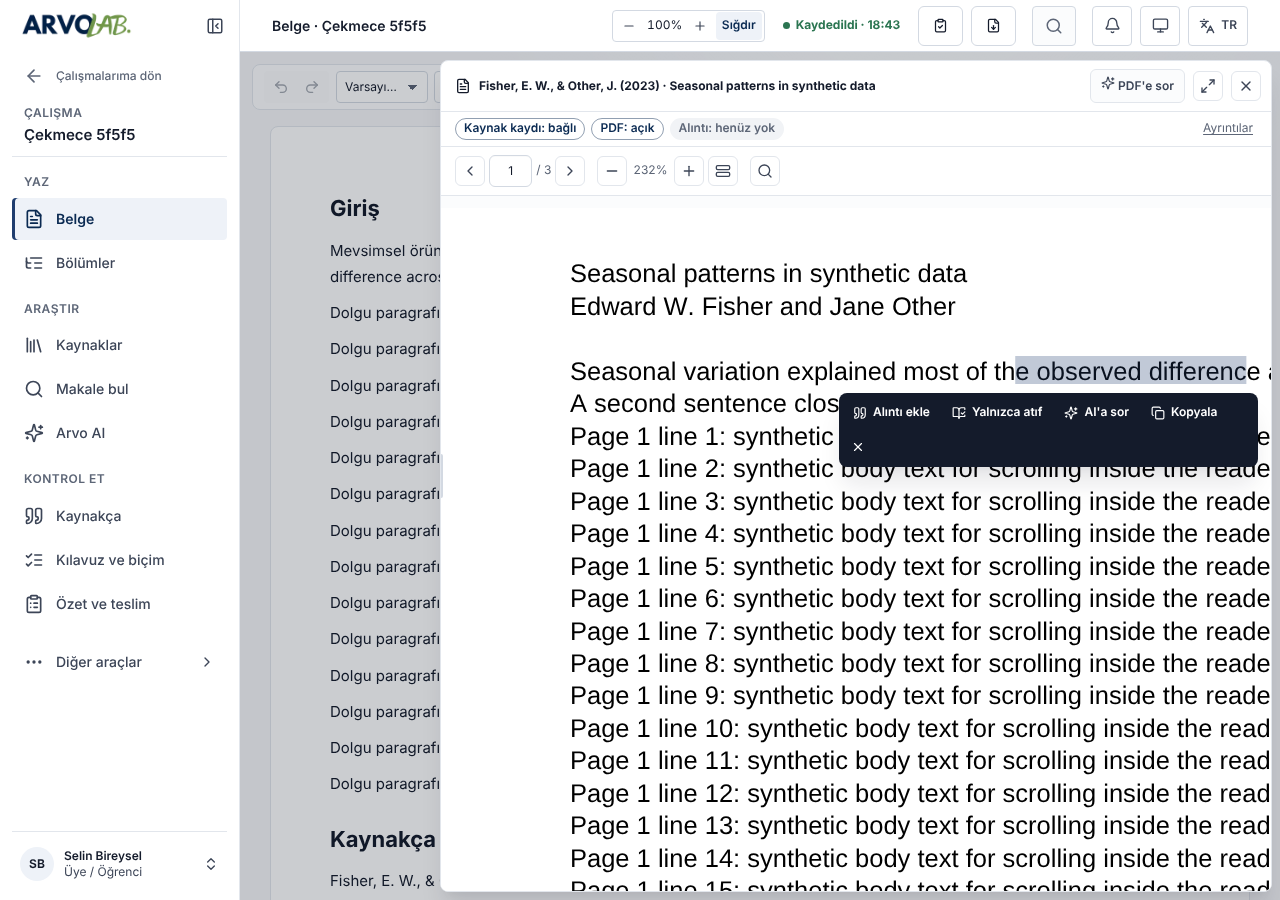 ARVOLAB.
Çalışmalarıma dön
ÇALIŞMA
Çekmece 5f5f5
YAZ
Belge
Bölümler
ARAŞTIR
Kaynaklar
Makale bul
Arvo AI
KONTROL ET
Kaynakça
Kılavuz ve biçim
Özet ve teslim
Diğer araçlar
SB
Selin Bireysel
Üye / Öğrenci
Belge · Çekmece 5f5f5
100%
Sığdır
Kaydedildi · 18:43
TR
Varsayı...
Giriş
Mevsimsel örün
difference acros
Dolgu paragrafı
Dolgu paragrafı
Dolgu paragrafı
Dolgu paragrafı
Dolgu paragrafı
Dolgu paragrafı
Dolgu paragrafı
Dolgu paragrafı
Dolgu paragrafı
Dolgu paragrafı
Dolgu paragrafı
Dolgu paragrafı
Dolgu paragrafı
Dolgu paragrafı
Kaynakça
Fisher, E. W., &
Fisher, E. W., & Other, J. (2023) · Seasonal patterns in synthetic data
PDF'e sor
Kaynak kaydı: bağlı
PDF: açık
Alıntı: henüz yok
Ayrıntılar
1 / 3
232%
Seasonal patterns in synthetic data
Edward W. Fisher and Jane Other
Seasonal variation explained most of the observed difference a
A second sentence clos
Alıntı ekle
Yalnızca atıf
AI'a sor
Kopyala
Page 1 line 1: synthetic
Page 1 line 2: synthetic body text for scrolling inside the reade
Page 1 line 3: synthetic body text for scrolling inside the reade
Page 1 line 4: synthetic body text for scrolling inside the reade
Page 1 line 5: synthetic body text for scrolling inside the reade
Page 1 line 6: synthetic body text for scrolling inside the reade
Page 1 line 7: synthetic body text for scrolling inside the reade
Page 1 line 8: synthetic body text for scrolling inside the reade
Page 1 line 9: synthetic body text for scrolling inside the reade
Page 1 line 10: synthetic body text for scrolling inside the read
Page 1 line 11: synthetic body text for scrolling inside the read
Page 1 line 12: synthetic body text for scrolling inside the read
Page 1 line 13: synthetic body text for scrolling inside the read
Page 1 line 14: synthetic body text for scrolling inside the read
Page 1 line 15: synthetic body text for scrolling inside the read